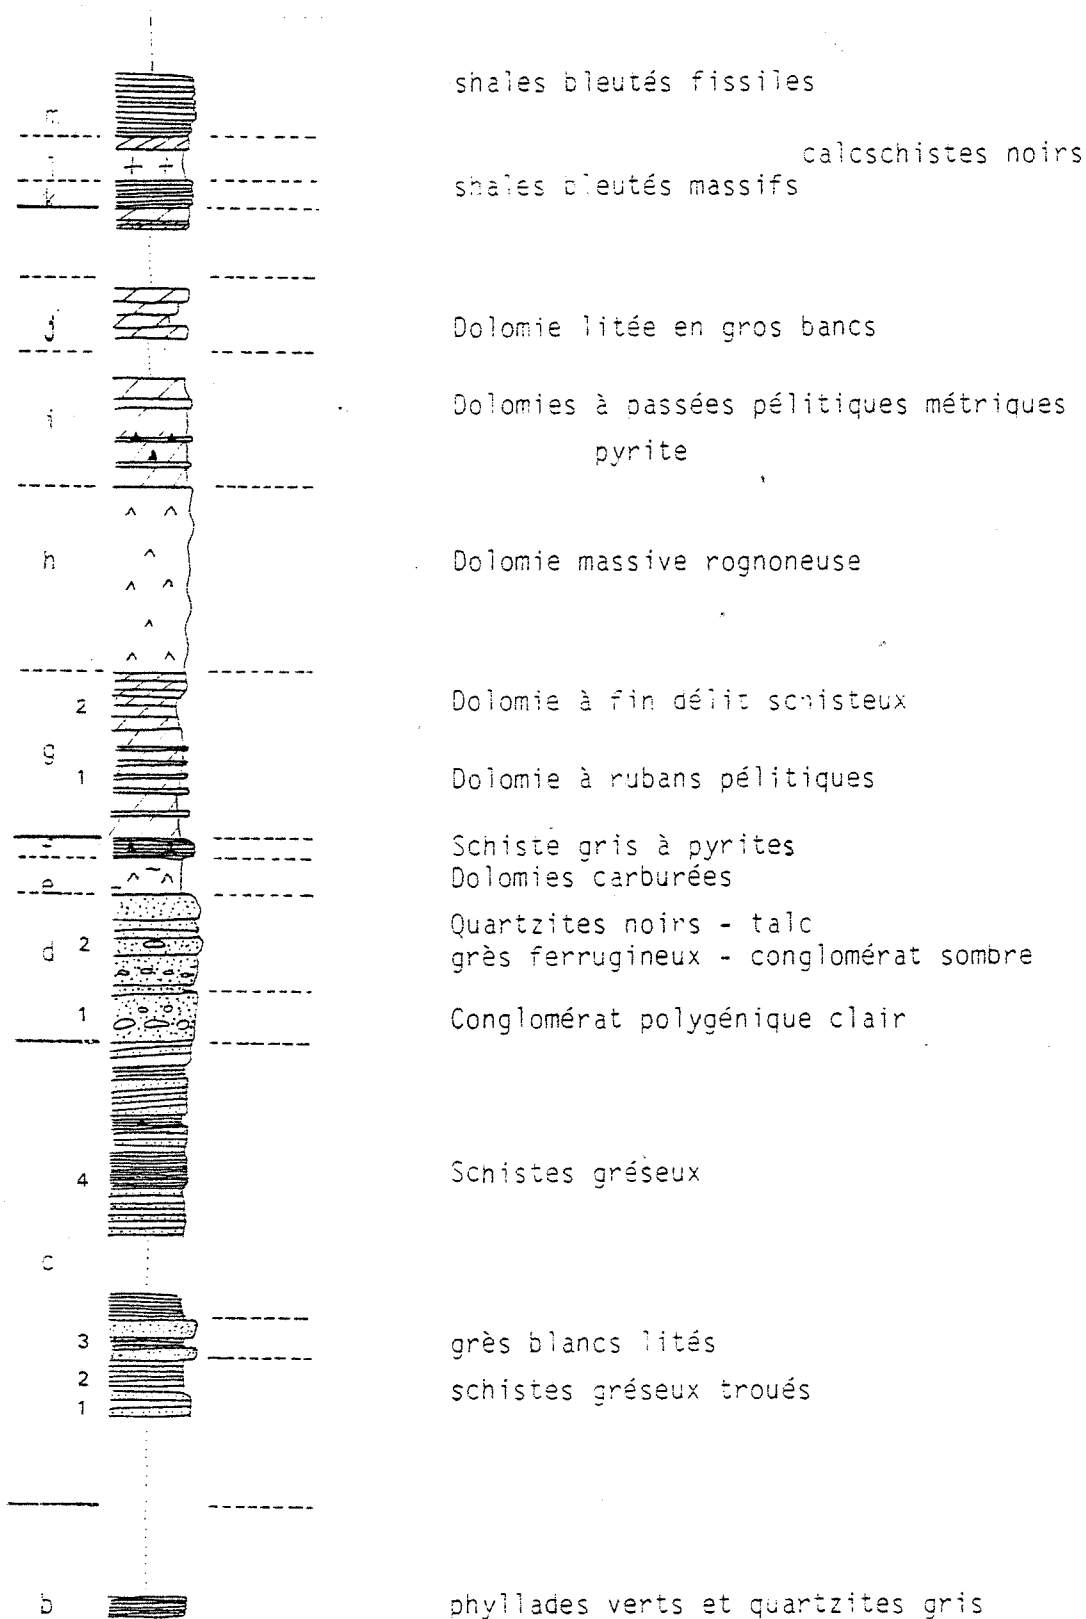 shales bleutés fissiles
m
calcschistes noirs
l
shales bleutés massifs
k
j
Dolomie litée en gros bancs
i
Dolomies à passées pélitiques métriques
pyrite
h
Dolomie massive rognoneuse
2
Dolomie à fin délit schisteux
g
1
Dolomie à rubans pélitiques
Schiste gris à pyrites
e
Dolomies carburées
Quartzites noirs - talc
d
2
grès ferrugineux - conglomérat sombre
1
Conglomérat polygénique clair
4
Schistes gréseux
c
3
grès blancs lités
2
schistes gréseux troués
1
b
phyllades verts et quartzites gris